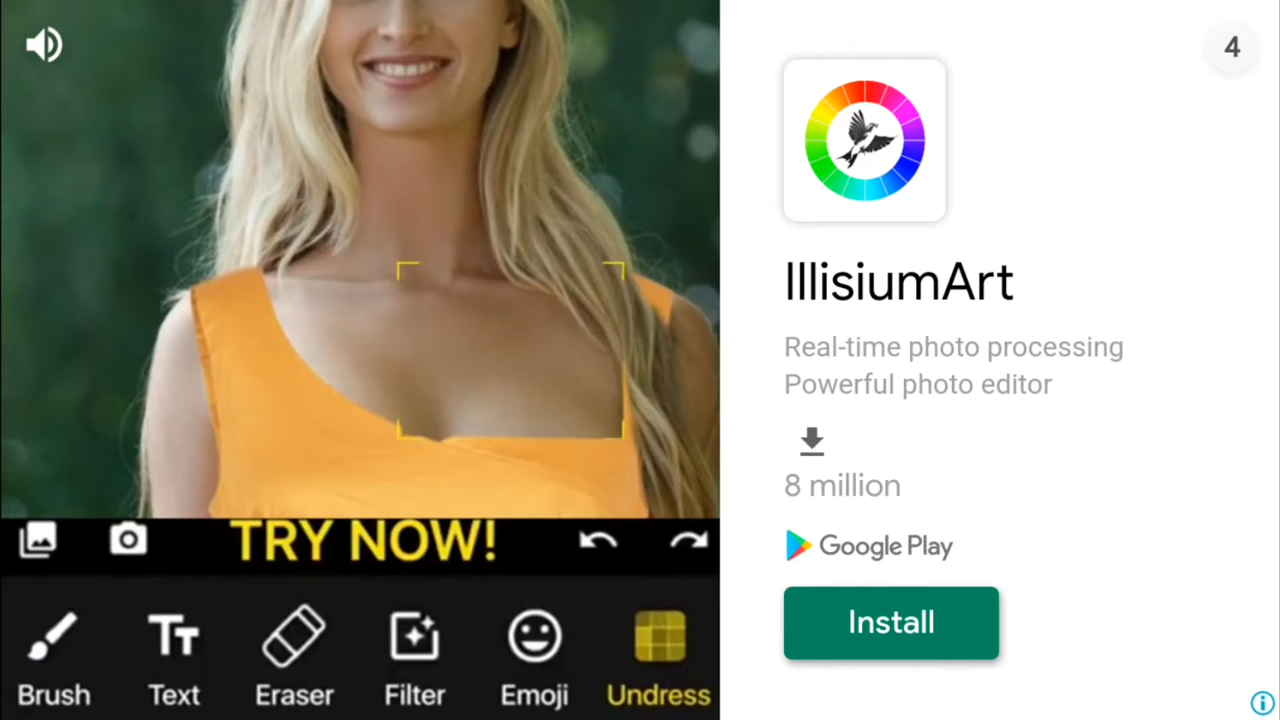 TRY NOW!
Brush
Text
Eraser
Filter
Emoji
Undress
4
IllisiumArt
Real-time photo processing
Powerful photo editor
8 million
Google Play
Install